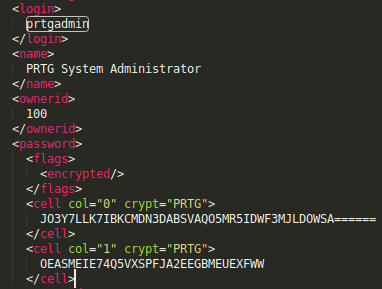 <login>
prtgadmin
</login>
<name>
PRTG System Administrator
</name>
<ownerid>
100
</ownerid>
<password>
<flags>
<encrypted/>
</flags>
<cell col="0" crypt="PRTG">
JO3Y7LLK7IBKCMDN3DABSVAQO5MR5IDWF3MJLDOWSA======
</cell>
<cell col="1" crypt="PRTG">
OEASMEIE74Q5VXSPFJA2EEGBMEUEXFWW
</cell>